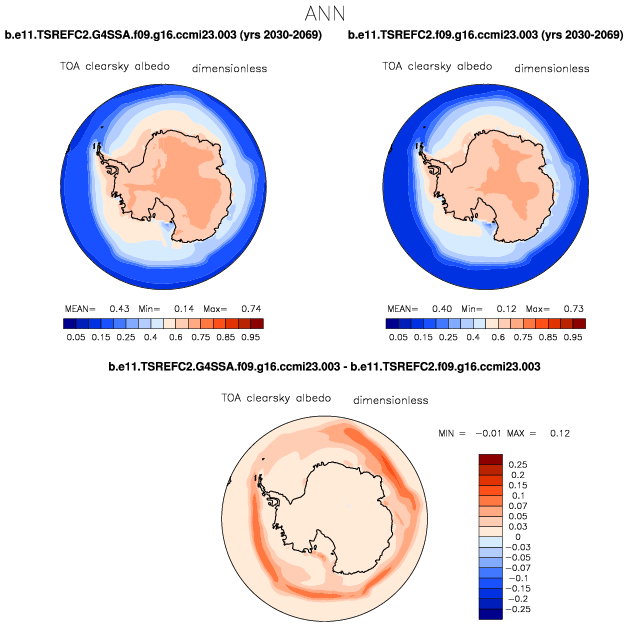 ANN
b.e11.TSREFC2.G4SSA.f09.g16.ccmi23.003 (yrs 2030-2069)
b.e11.TSREFC2.f09.g16.ccmi23.003 (yrs 2030-2069)
TOA clearsky albedo dimensionless
TOA clearsky albedo dimensionless
MEAN= 0.43 Min= 0.14 Max= 0.74
MEAN= 0.40 Min= 0.12 Max= 0.73
0.05 0.15 0.25 0.4 0.6 0.75 0.85 0.95
0.05 0.15 0.25 0.4 0.6 0.75 0.85 0.95
b.e11.TSREFC2.G4SSA.f09.g16.ccmi23.003 - b.e11.TSREFC2.f09.g16.ccmi23.003
TOA clearsky albedo dimensionless
MIN = -0.01 MAX = 0.12
0.25
0.2
0.15
0.1
0.07
0.05
0.03
0
-0.03
-0.05
-0.07
-0.1
-0.15
-0.2
-0.25